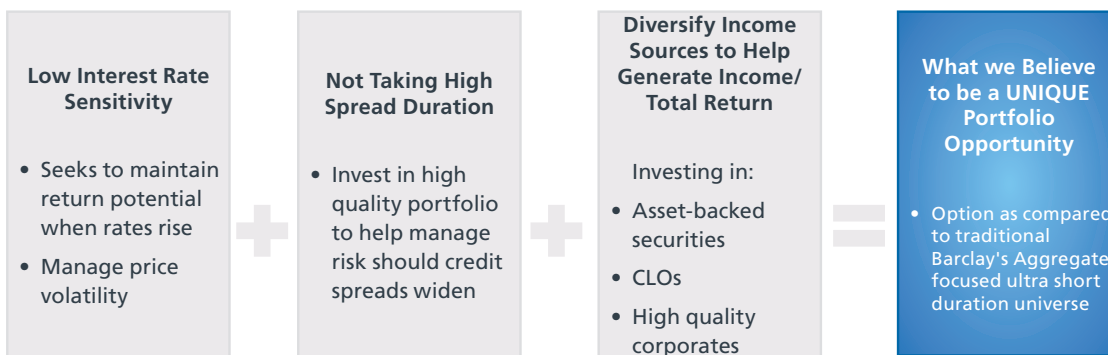 Low Interest Rate
Sensitivity
• Seeks to maintain
return potential
when rates rise
• Manage price
volatility
Not Taking High
Spread Duration
• Invest in high
quality portfolio
to help manage
risk should credit
spreads widen
Diversify Income
Sources to Help
Generate Income/
Total Return
Investing in:
• Asset-backed
securities
• CLOs
• High quality
corporates
What we Believe
to be a UNIQUE
Portfolio
Opportunity
• Option as compared
to traditional
Barclay's Aggregate
focused ultra short
duration universe